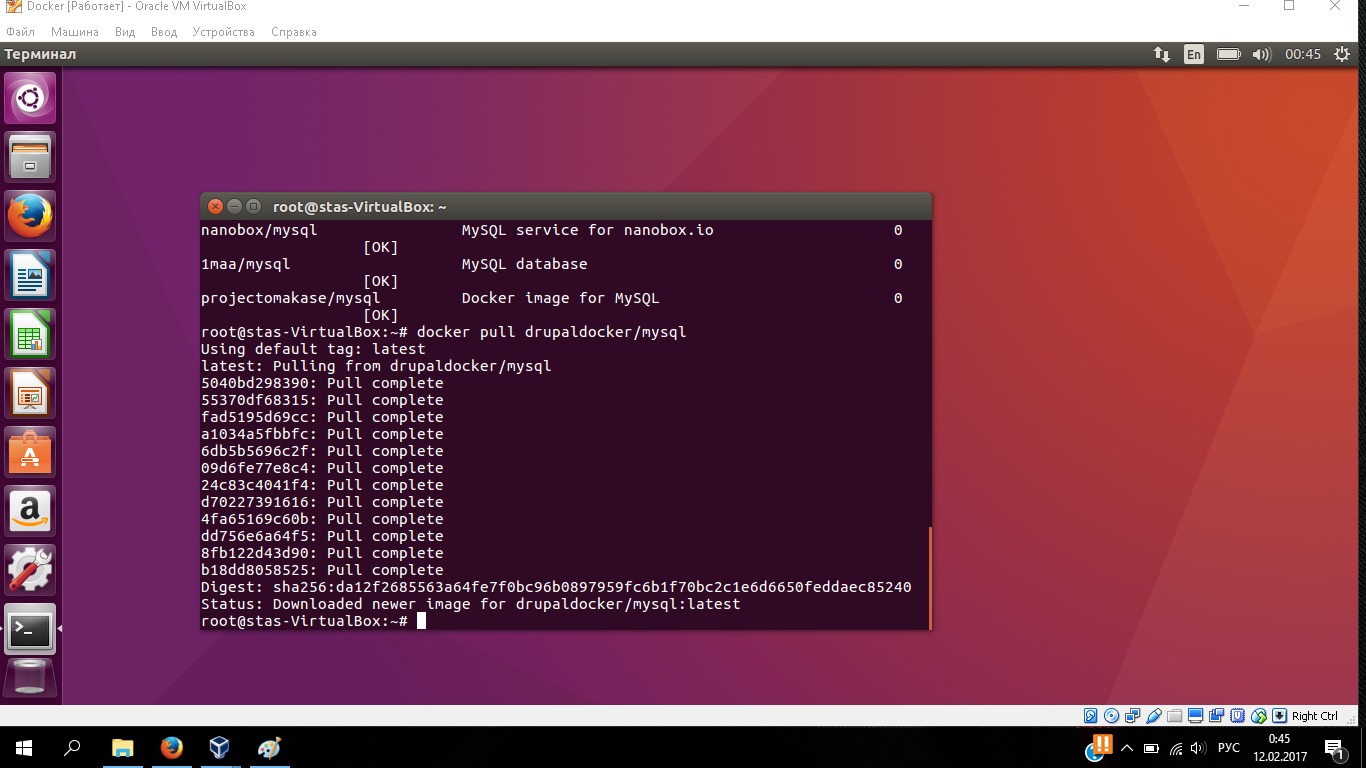 Docker [Работает] - Oracle VM VirtualBox
Файл Машина Вид Ввод Устройства Справка
Терминал
En
00:45
root@stas-VirtualBox: ~
nanobox/mysql MySQL service for nanobox.io 0
[OK]
1maa/mysql MySQL database 0
[OK]
projectomakase/mysql Docker image for MySQL 0
[OK]
root@stas-VirtualBox:~# docker pull drupaldocker/mysql
Using default tag: latest
latest: Pulling from drupaldocker/mysql
5040bd298390: Pull complete
55370df68315: Pull complete
fad5195d69cc: Pull complete
a1034a5fbbfc: Pull complete
6db5b5696c2f: Pull complete
09d6fe77e8c4: Pull complete
24c83c4041f4: Pull complete
d70227391616: Pull complete
4fa65169c60b: Pull complete
dd756e6a64f5: Pull complete
8fb122d43d90: Pull complete
b18dd8058525: Pull complete
Digest: sha256:da12f2685563a64fe7f0bc96b0897959fc6b1f70bc2c1e6d6650feddaec85240
Status: Downloaded newer image for drupaldocker/mysql:latest
root@stas-VirtualBox:~#
Right Ctrl
РУС
0:45
12.02.2017
1